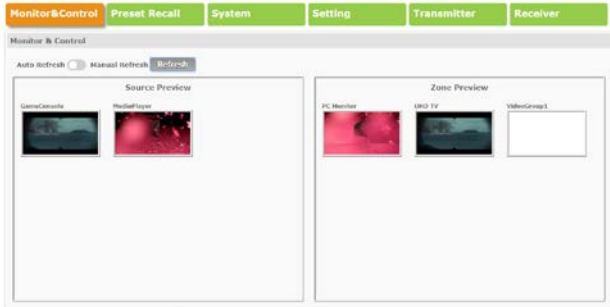 Monitor&Control Preset Recall System Setting Transmitter Receiver
Monitor & Control
Auto Refresh Manual Refresh Refresh
Source Preview
GameConsole MediaPlayer
Zone Preview
PC Monitor UHD TV VideoGroup1